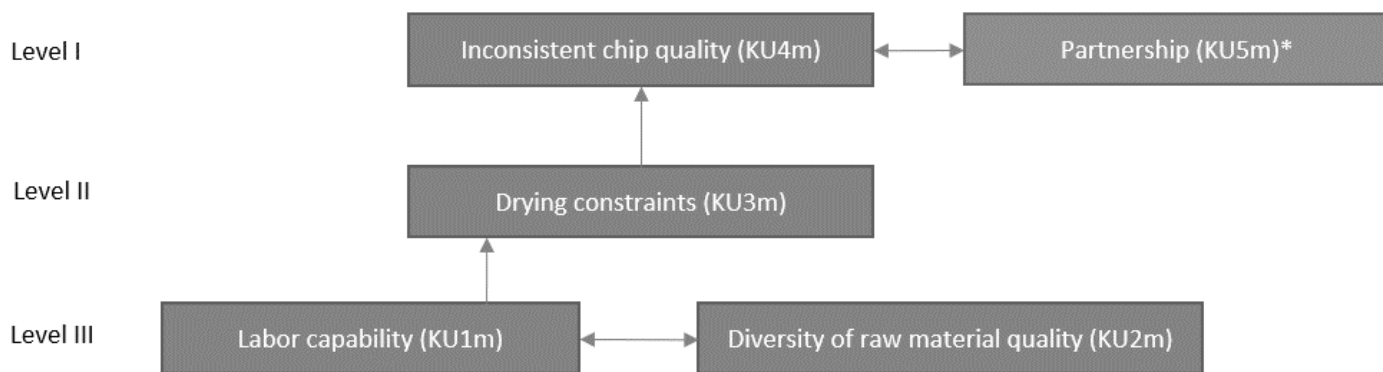 Level I
Inconsistent chip quality (KU4m)
Partnership (KU5m)*
Level II
Drying constraints (KU3m)
Level III
Labor capability (KU1m)
Diversity of raw material quality (KU2m)